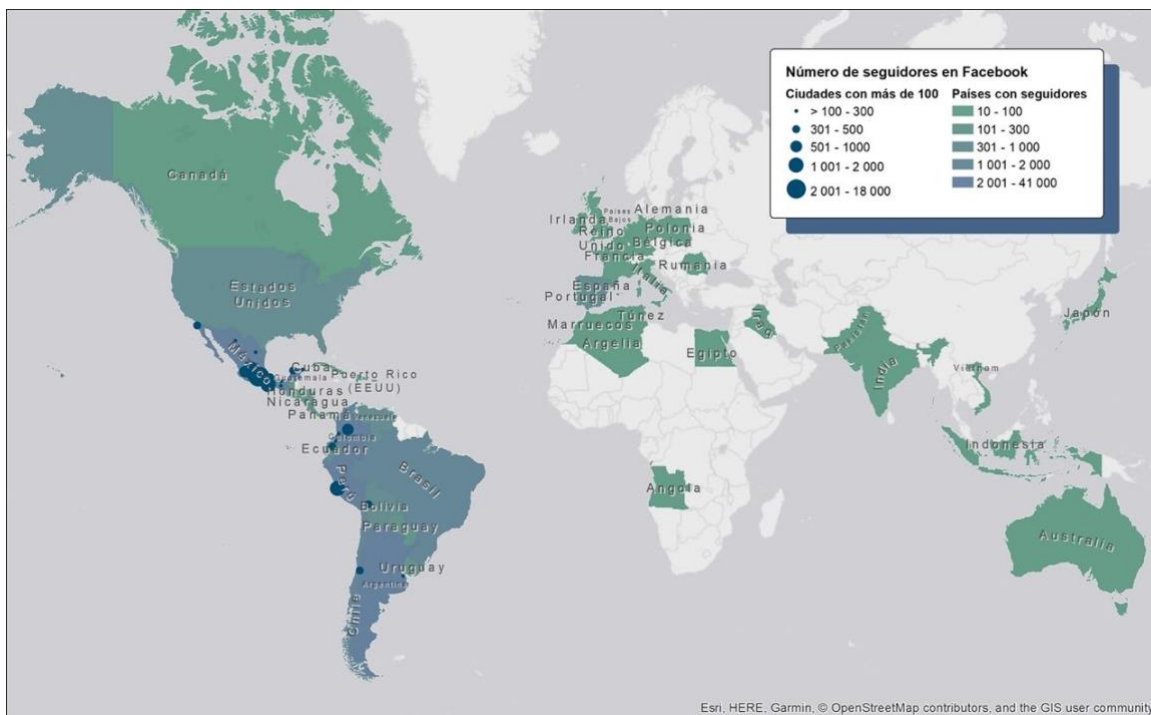 Número de seguidores en Facebook
Ciudades con más de 100
> 100 - 300
301 - 500
501 - 1000
1 001 - 2 000
2 001 - 18 000
Países con seguidores
10 - 100
101 - 300
301 - 1 000
1 001 - 2 000
2 001 - 41 000
Canadá
Estados
Unidos
México
Cuba
Puerto Rico
(EEUU)
Guatemala
Honduras
Nicaragua
Panamá
Venezuela
Colombia
Ecuador
Perú
Brasil
Bolivia
Paraguay
Uruguay
Argentina
Chile
Irlanda
Países
Bajos
Alemania
Reino
Unido
Polonia
Bélgica
Francia
Rumania
Italia
España
Portugal
Túnez
Marruecos
Argelia
Egipto
Iraq
Angola
Pakistán
India
Vietnam
Japón
Indonesia
Australia
Esri, HERE, Garmin, © OpenStreetMap contributors, and the GIS user community